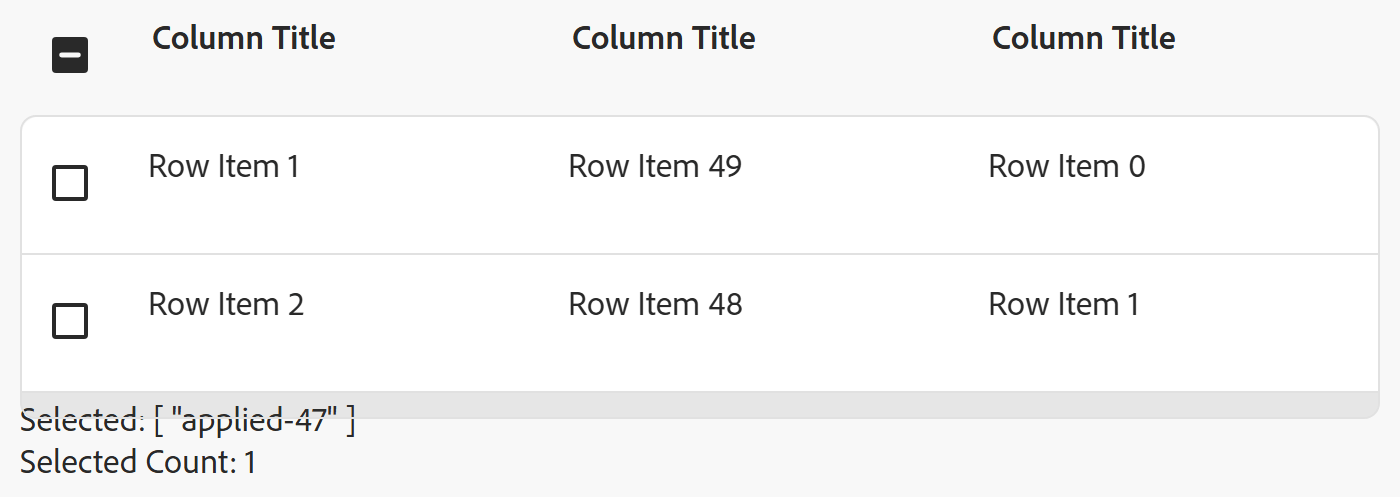 Column Title Column Title Column Title
Row Item 1 Row Item 49 Row Item 0
Row Item 2 Row Item 48 Row Item 1
Selected: [ "applied-47" ]
Selected Count: 1